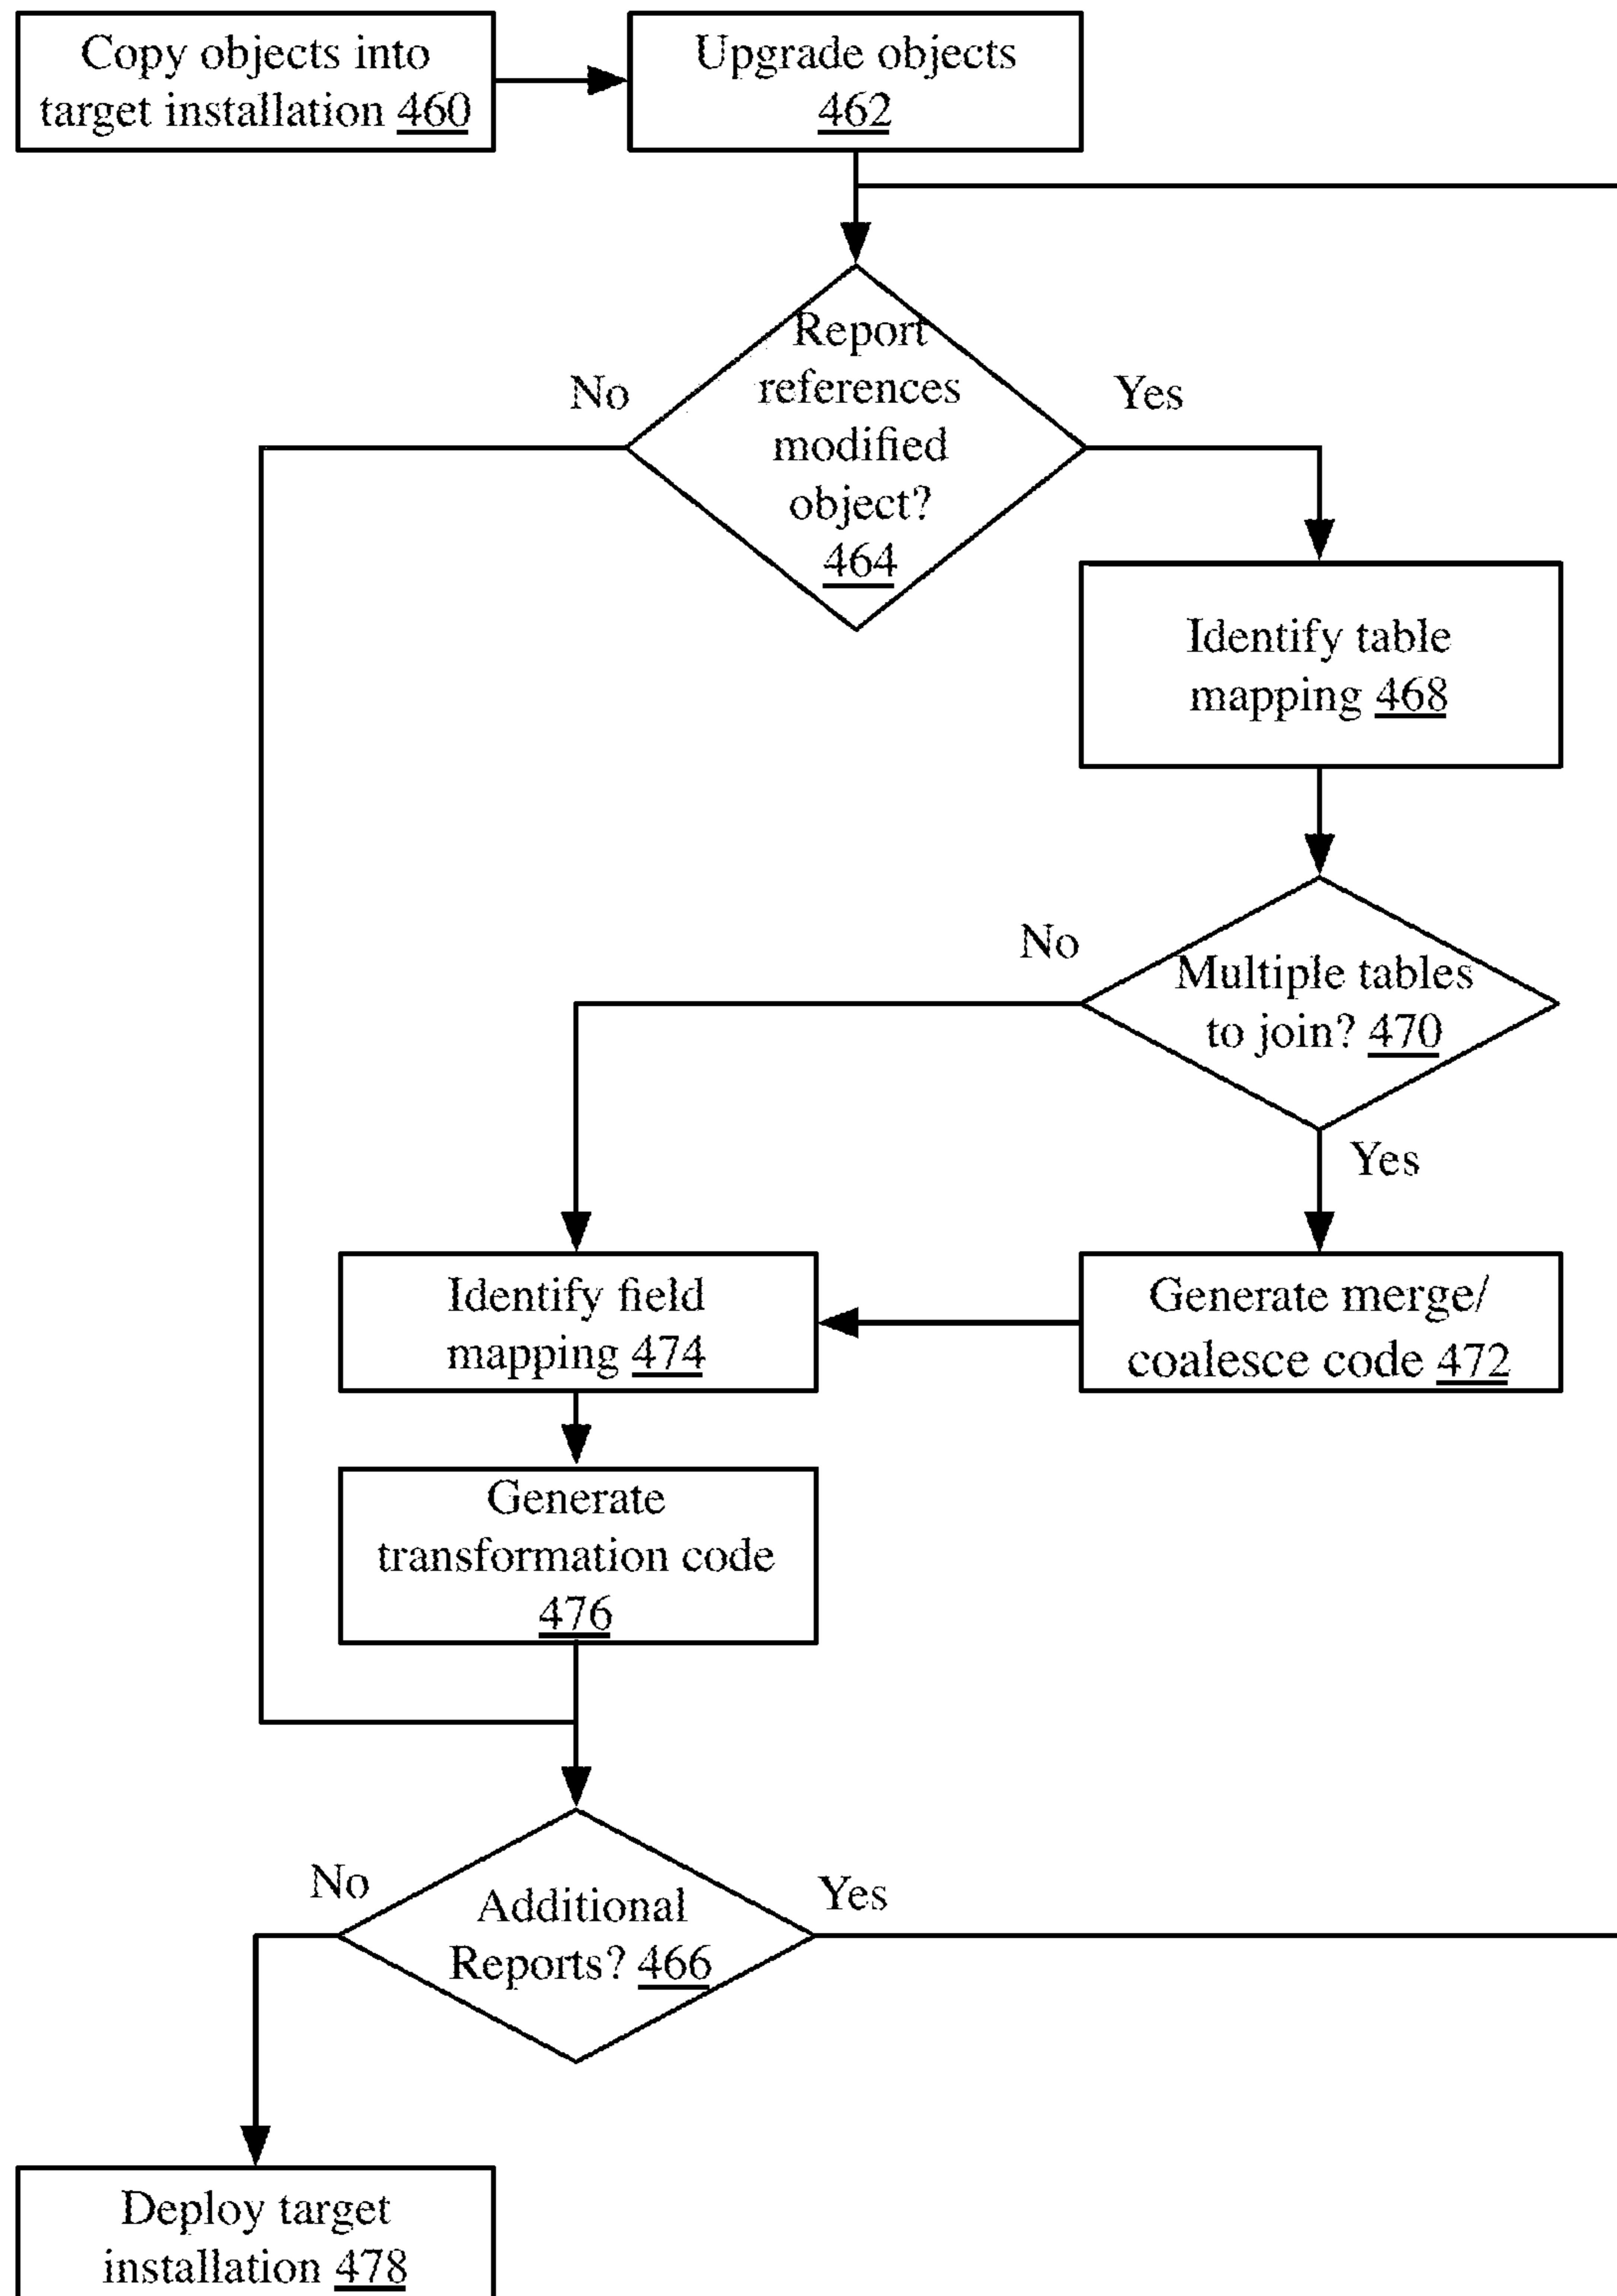 Copy objects into
target installation 460
Upgrade objects
462
Report
references
modified
object?
464
No
Yes
Identify table
mapping 468
No
Multiple tables
to join? 470
Yes
Identify field
mapping 474
Generate merge/
coalesce code 472
Generate
transformation code
476
No
Additional
Reports? 466
Yes
Deploy target
installation 478